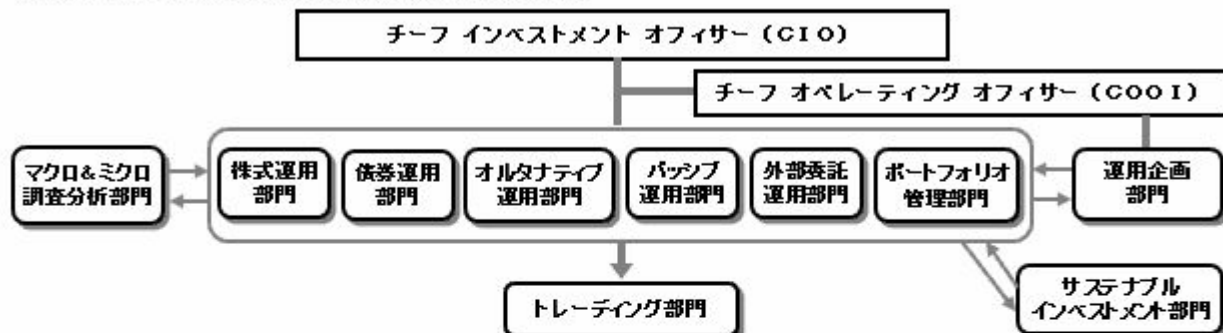 チーフ インベストメント オフィサー（CIO）
チーフ オペレーティング オフィサー（COOI）
マクロ＆ミクロ
調査分析部門
株式運用
部門
債券運用
部門
オルタナティブ
運用部門
パッシブ
運用部門
外部委託
運用部門
ポートフォリオ
管理部門
運用企画
部門
トレーディング部門
サステナブル
インベストメント部門